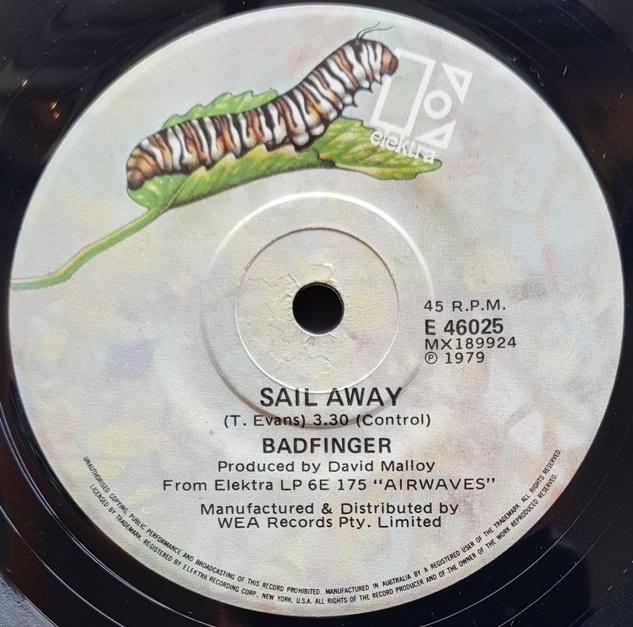 elektra
45 R.P.M.
E 46025
MX189924
℗ 1979
SAIL AWAY
(T. Evans) 3.30 (Control)
BADFINGER
Produced by David Malloy
From Elektra LP 6E 175 “AIRWAVES”
Manufactured & Distributed by
WEA Records Pty. Limited
UNAUTHORISED COPYING, PUBLIC PERFORMANCE AND BROADCASTING OF THIS RECORD PROHIBITED. MANUFACTURED IN AUSTRALIA BY A REGISTERED USER OF THE TRADEMARK. ALL RIGHTS RESERVED.
LICENSED BY TRADEMARK. REGISTERED BY ELEKTRA RECORDING CORP., NEW YORK, U.S.A. ALL RIGHTS OF THE RECORD PRODUCER AND OF THE OWNER OF THE WORK REPRODUCED RESERVED.